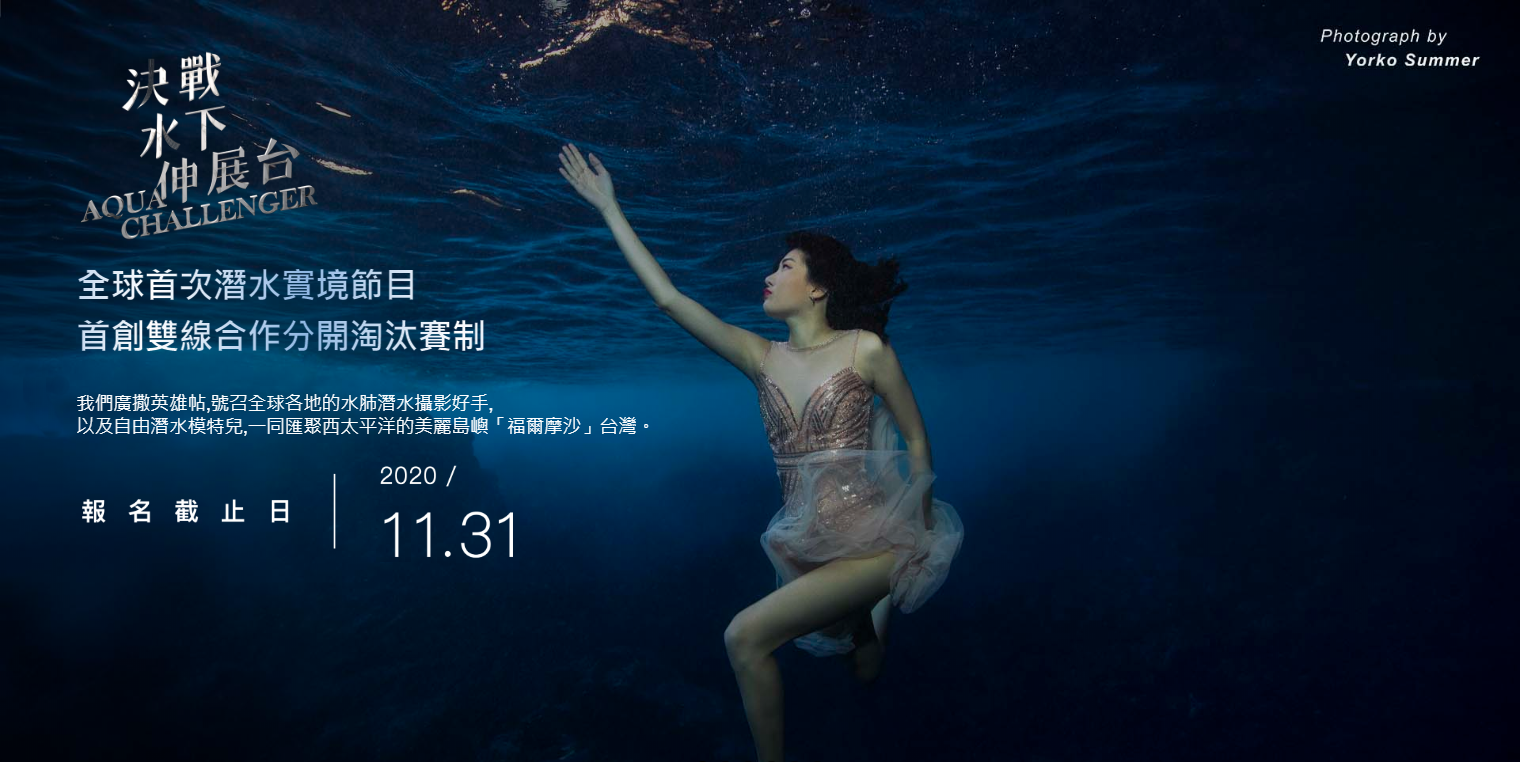 Photograph by
Yorko Summer
決戰
水下
伸展台
AQUA
CHALLENGER
全球首次潛水實境節目
首創雙線合作分開淘汰賽制
我們廣撒英雄帖,號召全球各地的水肺潛水攝影好手,
以及自由潛水模特兒,一同匯聚西太平洋的美麗島嶼「福爾摩沙」台灣。
報名截止日
2020 /
11.31